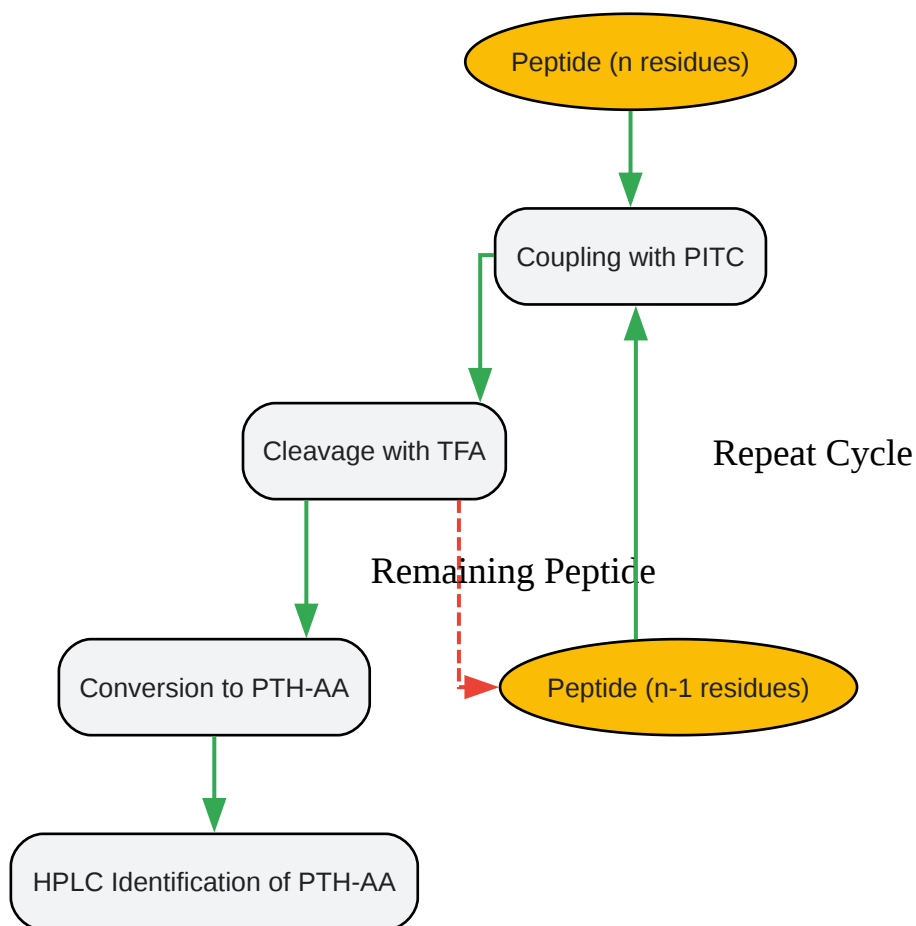 Peptide (n residues)
Coupling with PITC
Cleavage with TFA
Repeat Cycle
Remaining Peptide
Conversion to PTH-AA
Peptide (n-1 residues)
HPLC Identification of PTH-AA